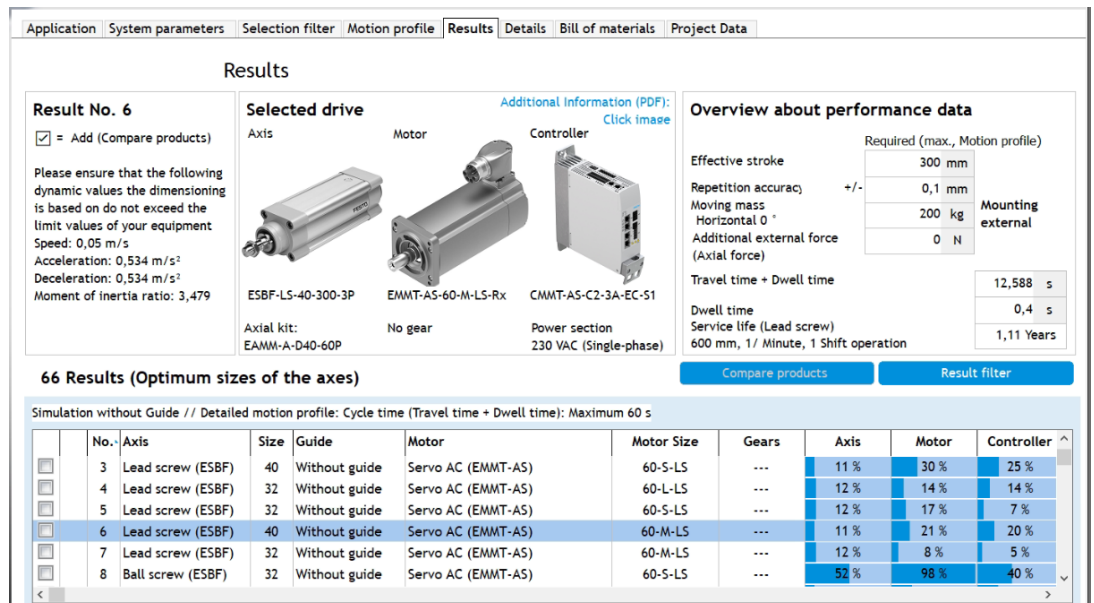 Application System parameters Selection filter Motion profile Results Details Bill of materials Project Data
Results
Result No. 6
= Add (Compare products)
Please ensure that the following
dynamic values the dimensioning
is based on do not exceed the
limit values of your equipment
Speed: 0,05 m/s
Acceleration: 0,534 m/s²
Deceleration: 0,534 m/s²
Moment of inertia ratio: 3,479
Selected drive
Additional Information (PDF):
Click image
Axis Motor Controller
FESTO
ESBF-LS-40-300-3P EMMT-AS-60-M-LS-Rx CMMT-AS-C2-3A-EC-S1
Axial kit: No gear Power section
EAMM-A-D40-60P 230 VAC (Single-phase)
Overview about performance data
Required (max., Motion profile)
Effective stroke 300 mm
Repetition accuracy +/- 0,1 mm
Moving mass
Horizontal 0 ° 200 kg Mounting external
Additional external force 0 N
(Axial force)
Travel time + Dwell time 12,588 s
Dwell time 0,4 s
Service life (Lead screw)
600 mm, 1/ Minute, 1 Shift operation 1,11 Years
66 Results (Optimum sizes of the axes)
Compare products Result filter
Simulation without Guide // Detailed motion profile: Cycle time (Travel time + Dwell time): Maximum 60 s
No. Axis Size Guide Motor Motor Size Gears Axis Motor Controller
3 Lead screw (ESBF) 40 Without guide Servo AC (EMMT-AS) 60-S-LS --- 11 % 30 % 25 %
4 Lead screw (ESBF) 32 Without guide Servo AC (EMMT-AS) 60-L-LS --- 12 % 14 % 14 %
5 Lead screw (ESBF) 32 Without guide Servo AC (EMMT-AS) 60-S-LS --- 12 % 17 % 7 %
6 Lead screw (ESBF) 40 Without guide Servo AC (EMMT-AS) 60-M-LS --- 11 % 21 % 20 %
7 Lead screw (ESBF) 32 Without guide Servo AC (EMMT-AS) 60-M-LS --- 12 % 8 % 5 %
8 Ball screw (ESBF) 32 Without guide Servo AC (EMMT-AS) 60-S-LS --- 52 % 98 % 40 %